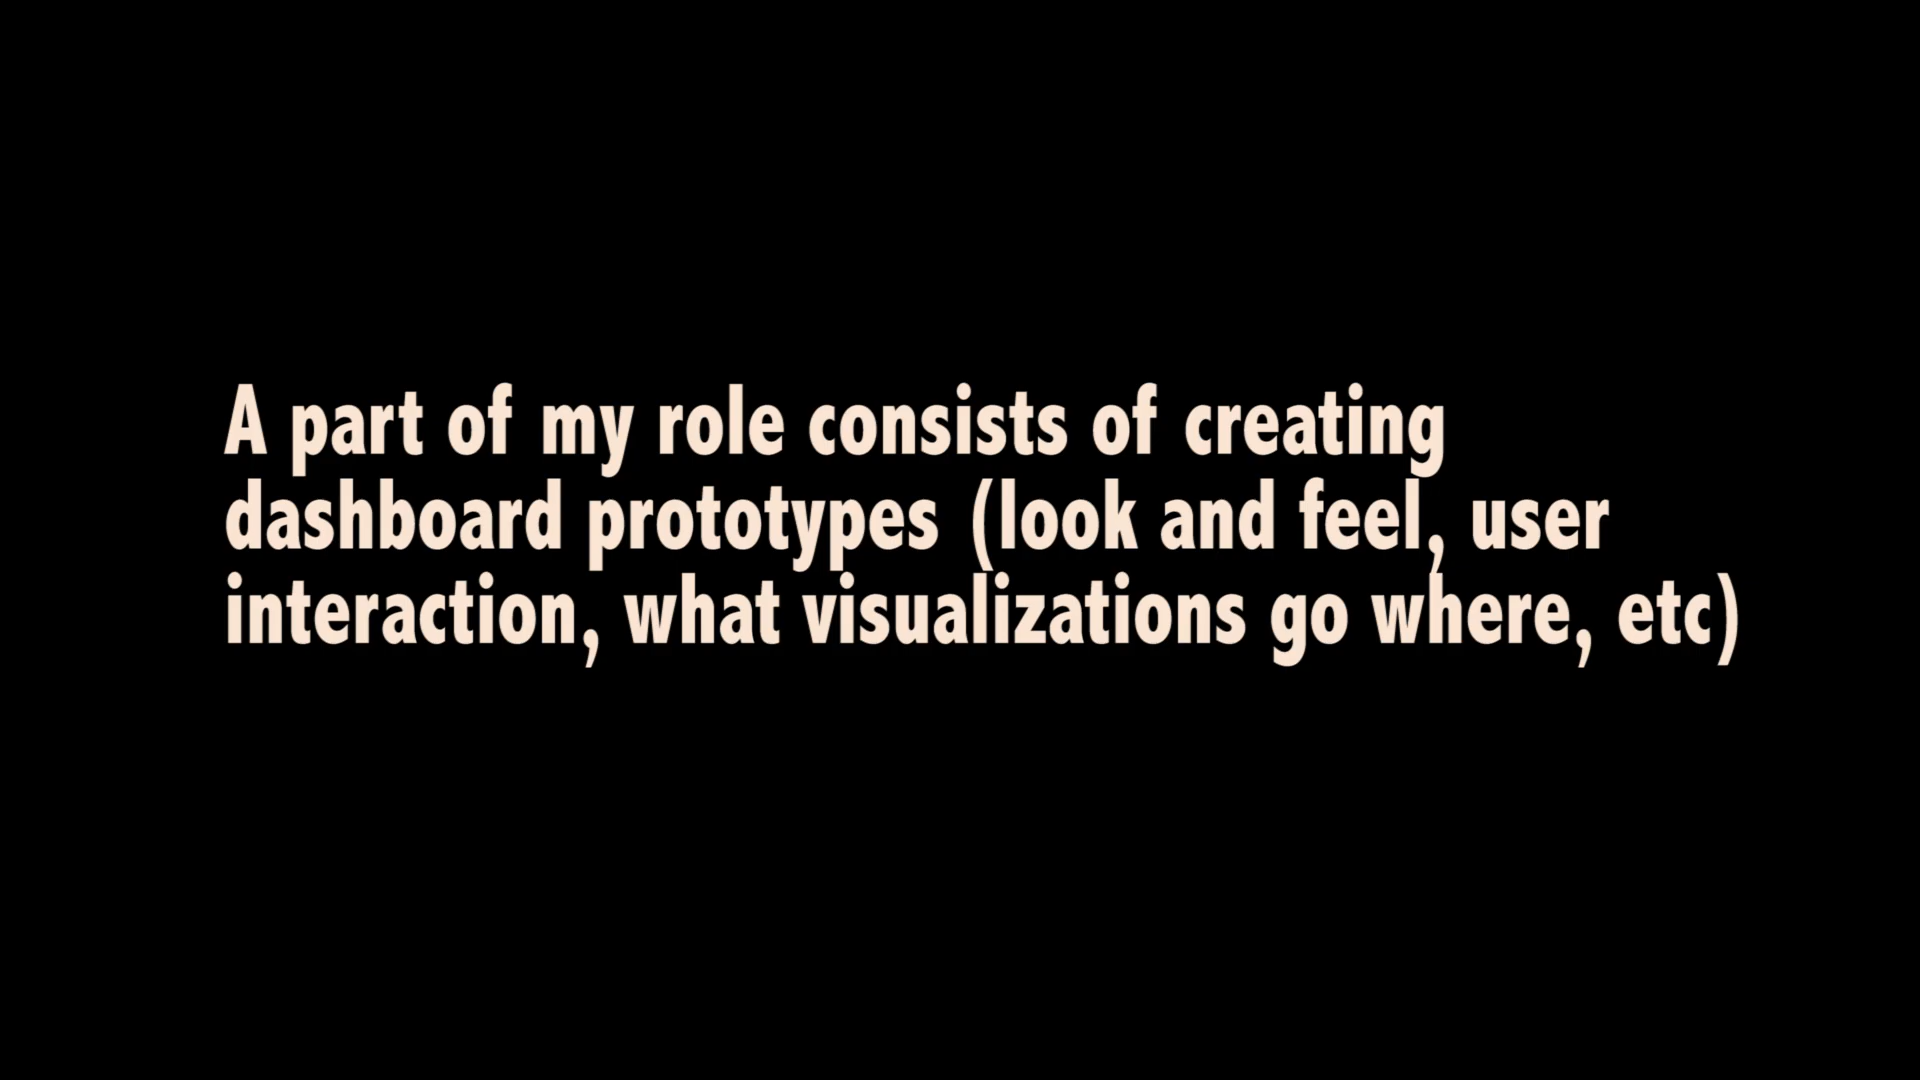 A part of my role consists of creating
dashboard prototypes (look and feel, user
interaction, what visualizations go where, etc)